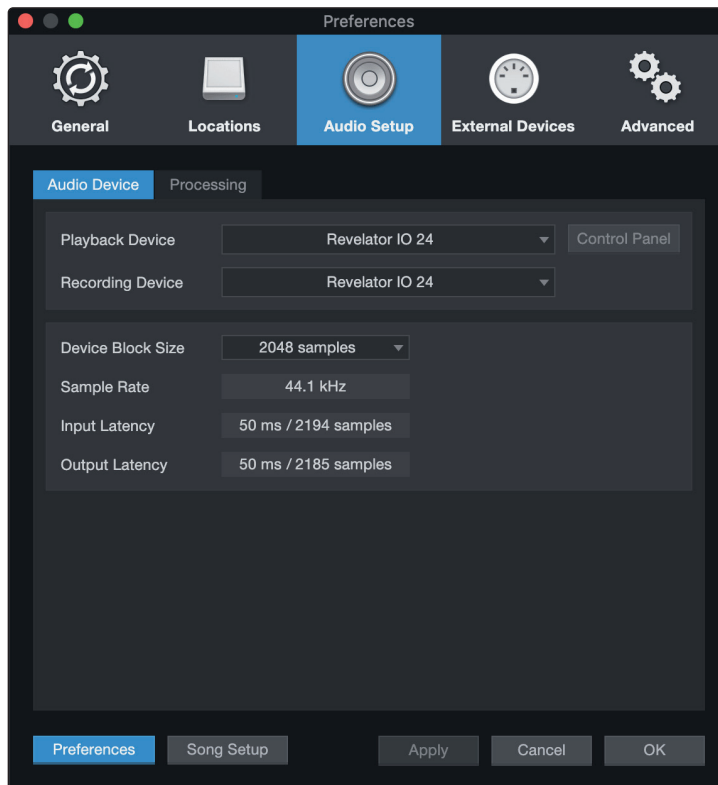 Preferences
General Locations Audio Setup External Devices Advanced
Audio Device Processing
Playback Device Revelator IO 24 Control Panel
Recording Device Revelator IO 24
Device Block Size 2048 samples
Sample Rate 44.1 kHz
Input Latency 50 ms / 2194 samples
Output Latency 50 ms / 2185 samples
Preferences Song Setup Apply Cancel OK